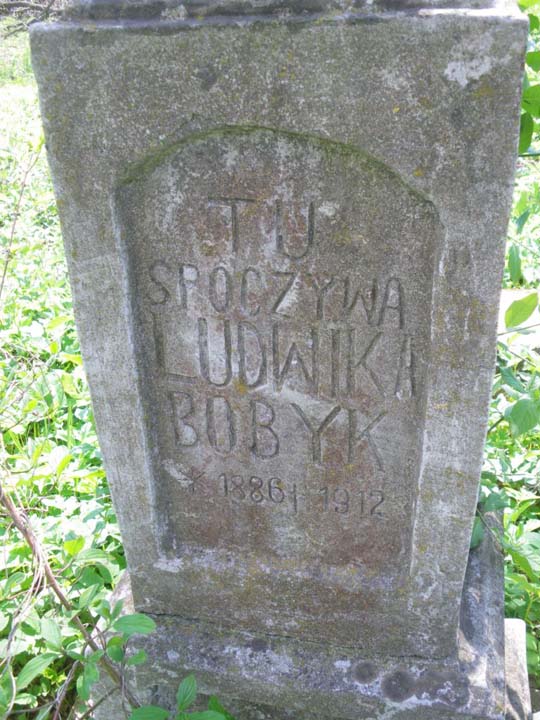 TU
SPOCZYWA
LUDWIKA
BOBYK
* 1886 † 1912